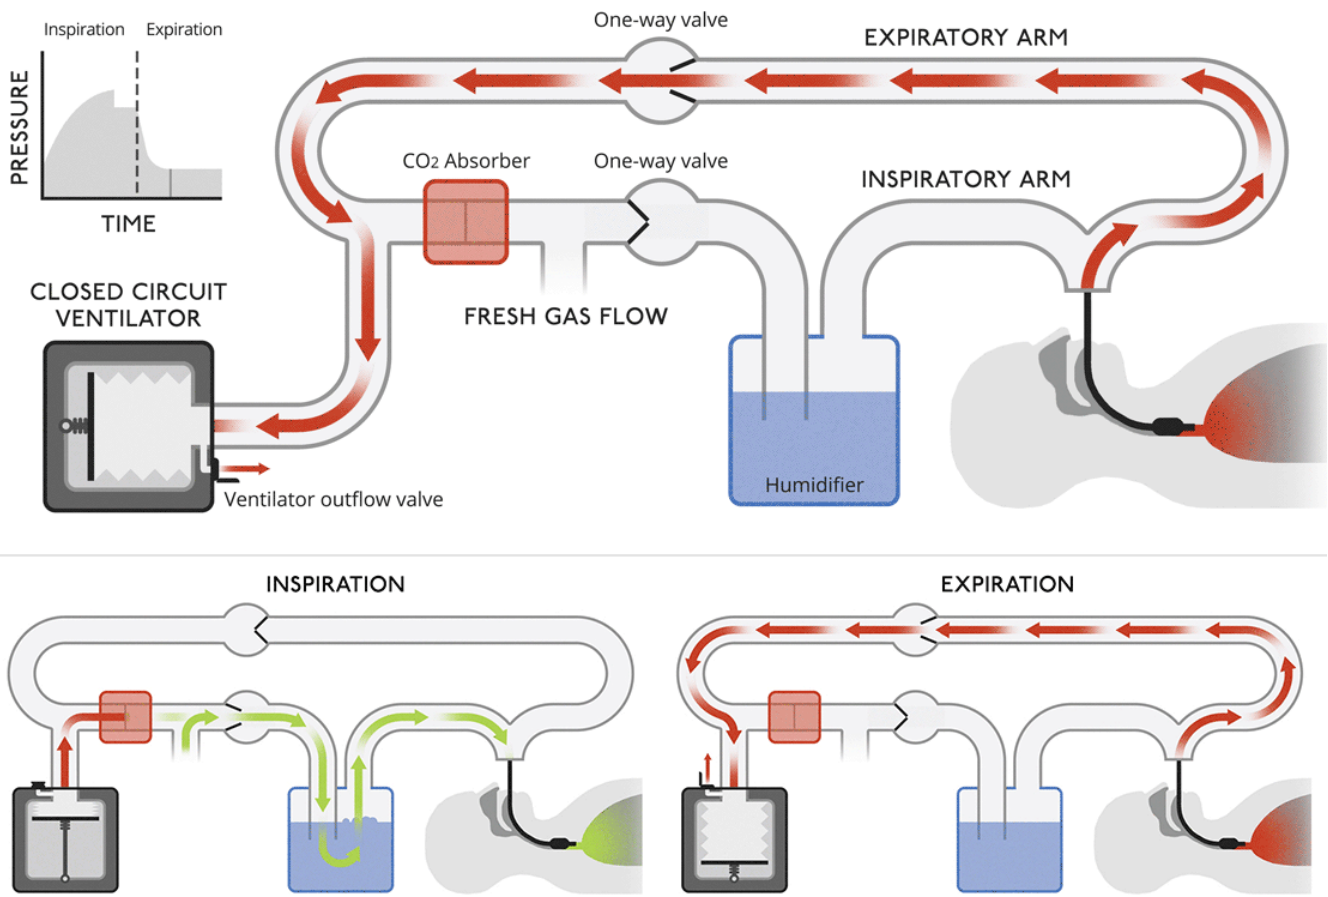 Inspiration
Expiration
PRESSURE
TIME
One-way valve
EXPIRATORY ARM
CO2 Absorber
One-way valve
INSPIRATORY ARM
FRESH GAS FLOW
CLOSED CIRCUIT
VENTILATOR
Ventilator outflow valve
Humidifier
INSPIRATION
EXPIRATION